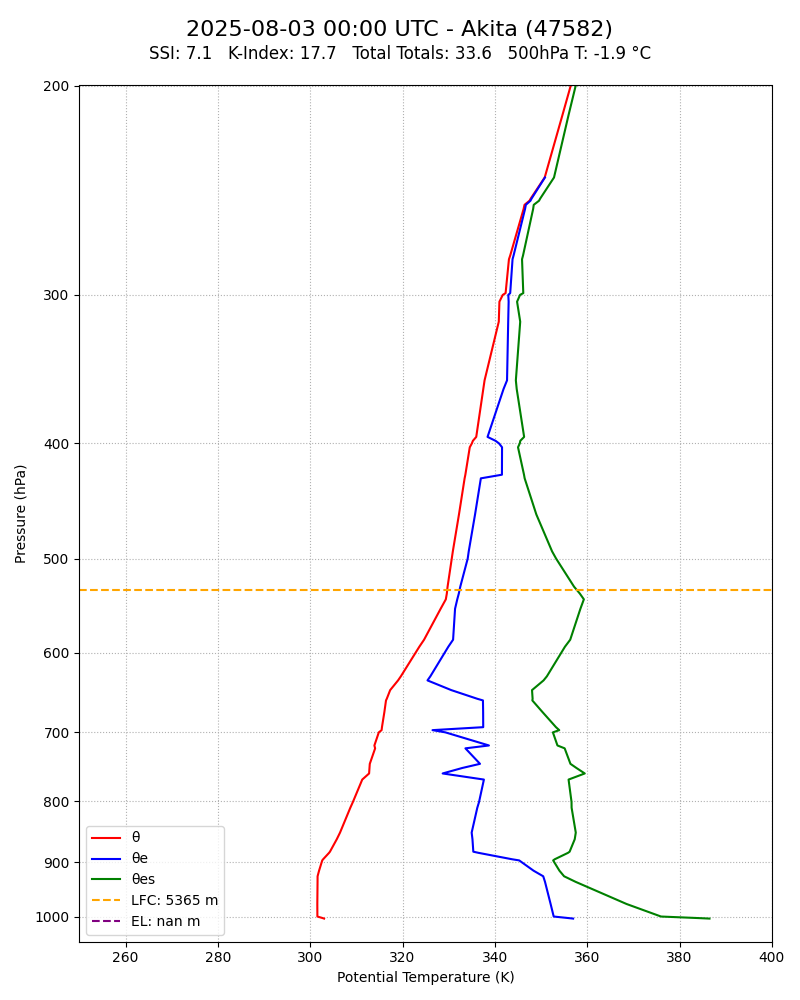 2025-08-03 00:00 UTC - Akita (47582)
SSI: 7.1   K-Index: 17.7   Total Totals: 33.6   500hPa T: -1.9 °C
200
300
400
500
600
700
800
900
1000
Pressure (hPa)
θ
θe
θes
LFC: 5365 m
EL: nan m
260 280 300 320 340 360 380 400
Potential Temperature (K)